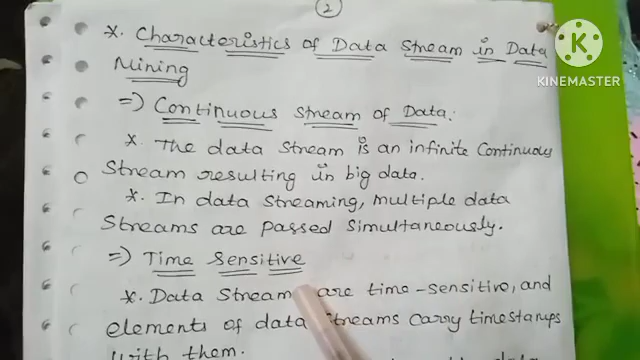 2
*. Characteristics of Data Stream in Data
Mining
K
KINEMASTER
=) Continuous Stream of Data:
*. The data Stream is an infinite Continuous
Stream resulting in big data.
*. In data Streaming, multiple data
Streams are passed simultaneously.
=) Time Sensitive
*. Data Stream are time-sensitive, and
elements of data Streams carry timestamps
with them.